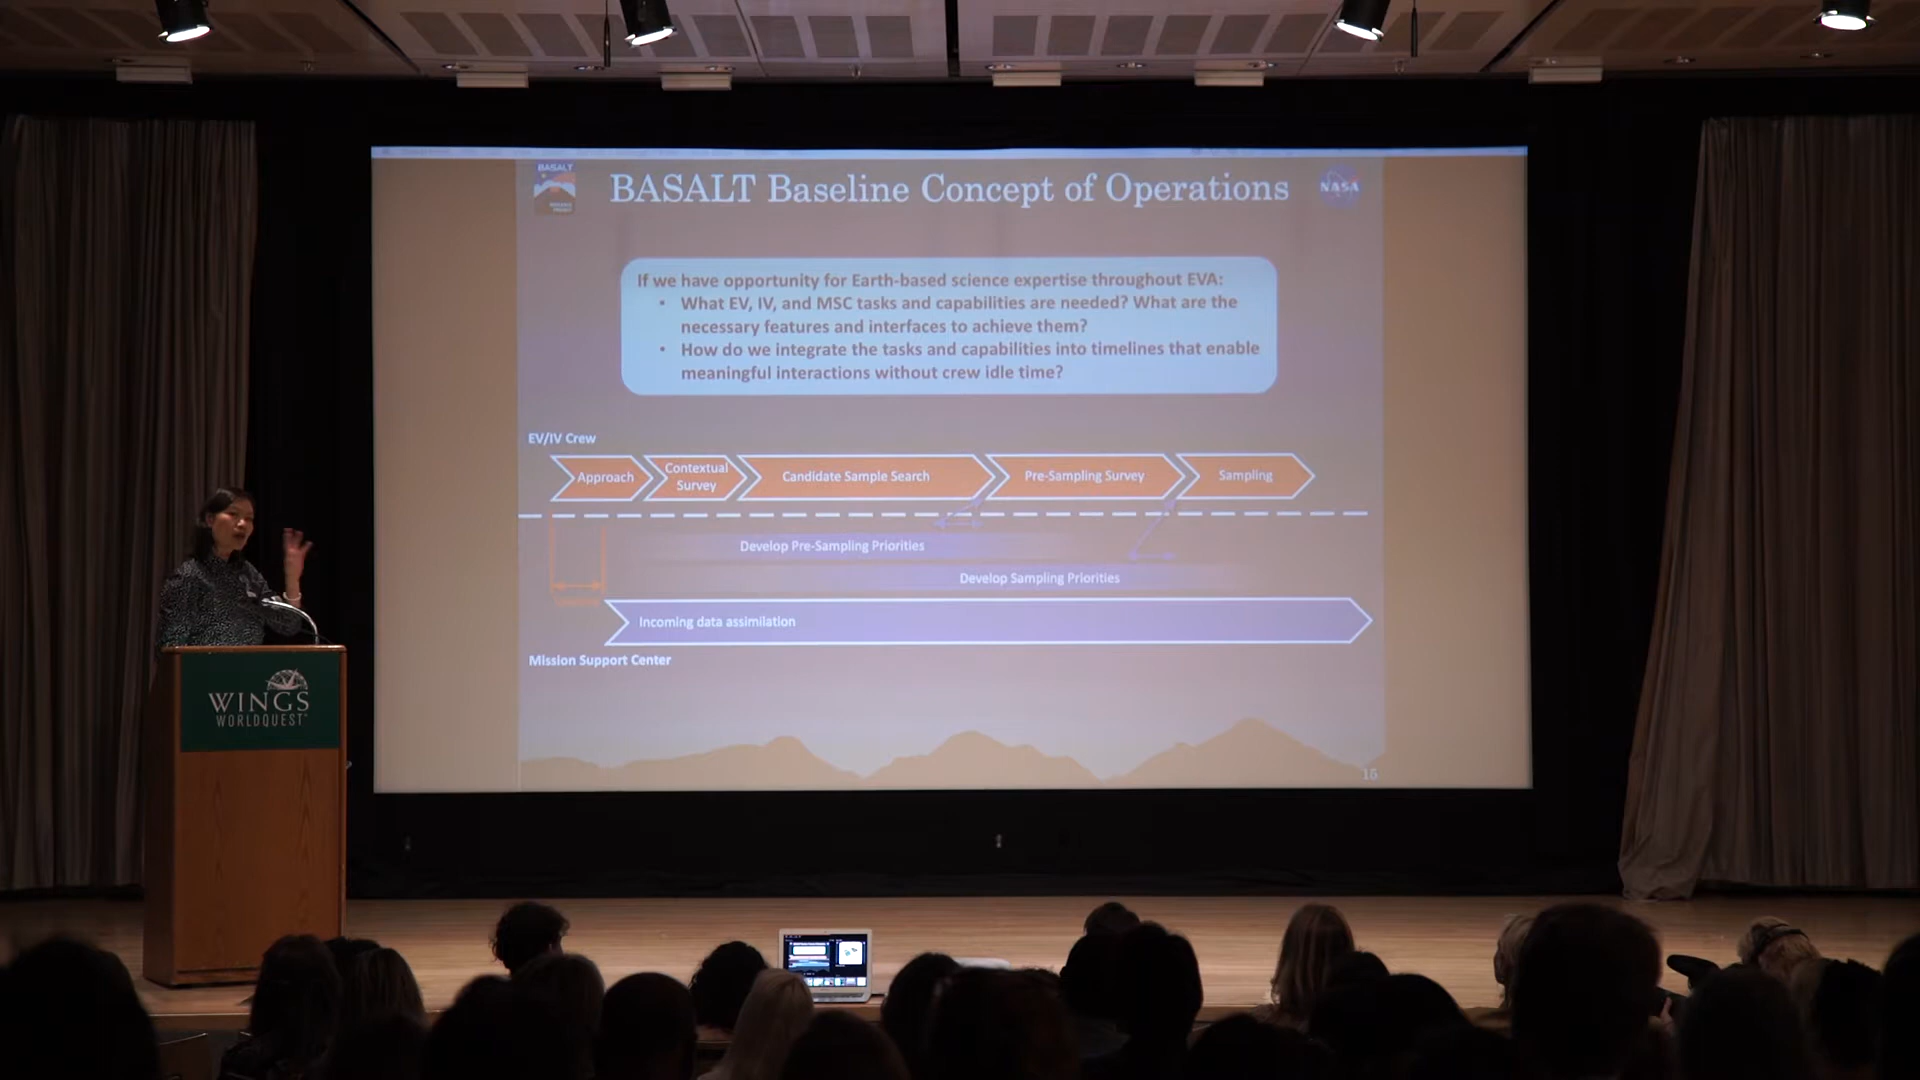 BASALT
RESEARCH
PROJECT
BASALT Baseline Concept of Operations
NASA
If we have opportunity for Earth-based science expertise throughout EVA:
• What EV, IV, and MSC tasks and capabilities are needed? What are the
necessary features and interfaces to achieve them?
• How do we integrate the tasks and capabilities into timelines that enable
meaningful interactions without crew idle time?
EV/IV Crew
Approach
Contextual
Survey
Candidate Sample Search
Pre-Sampling Survey
Sampling
Develop Pre-Sampling Priorities
Develop Sampling Priorities
Incoming data assimilation
Mission Support Center
15
WINGS
WORLDQUEST